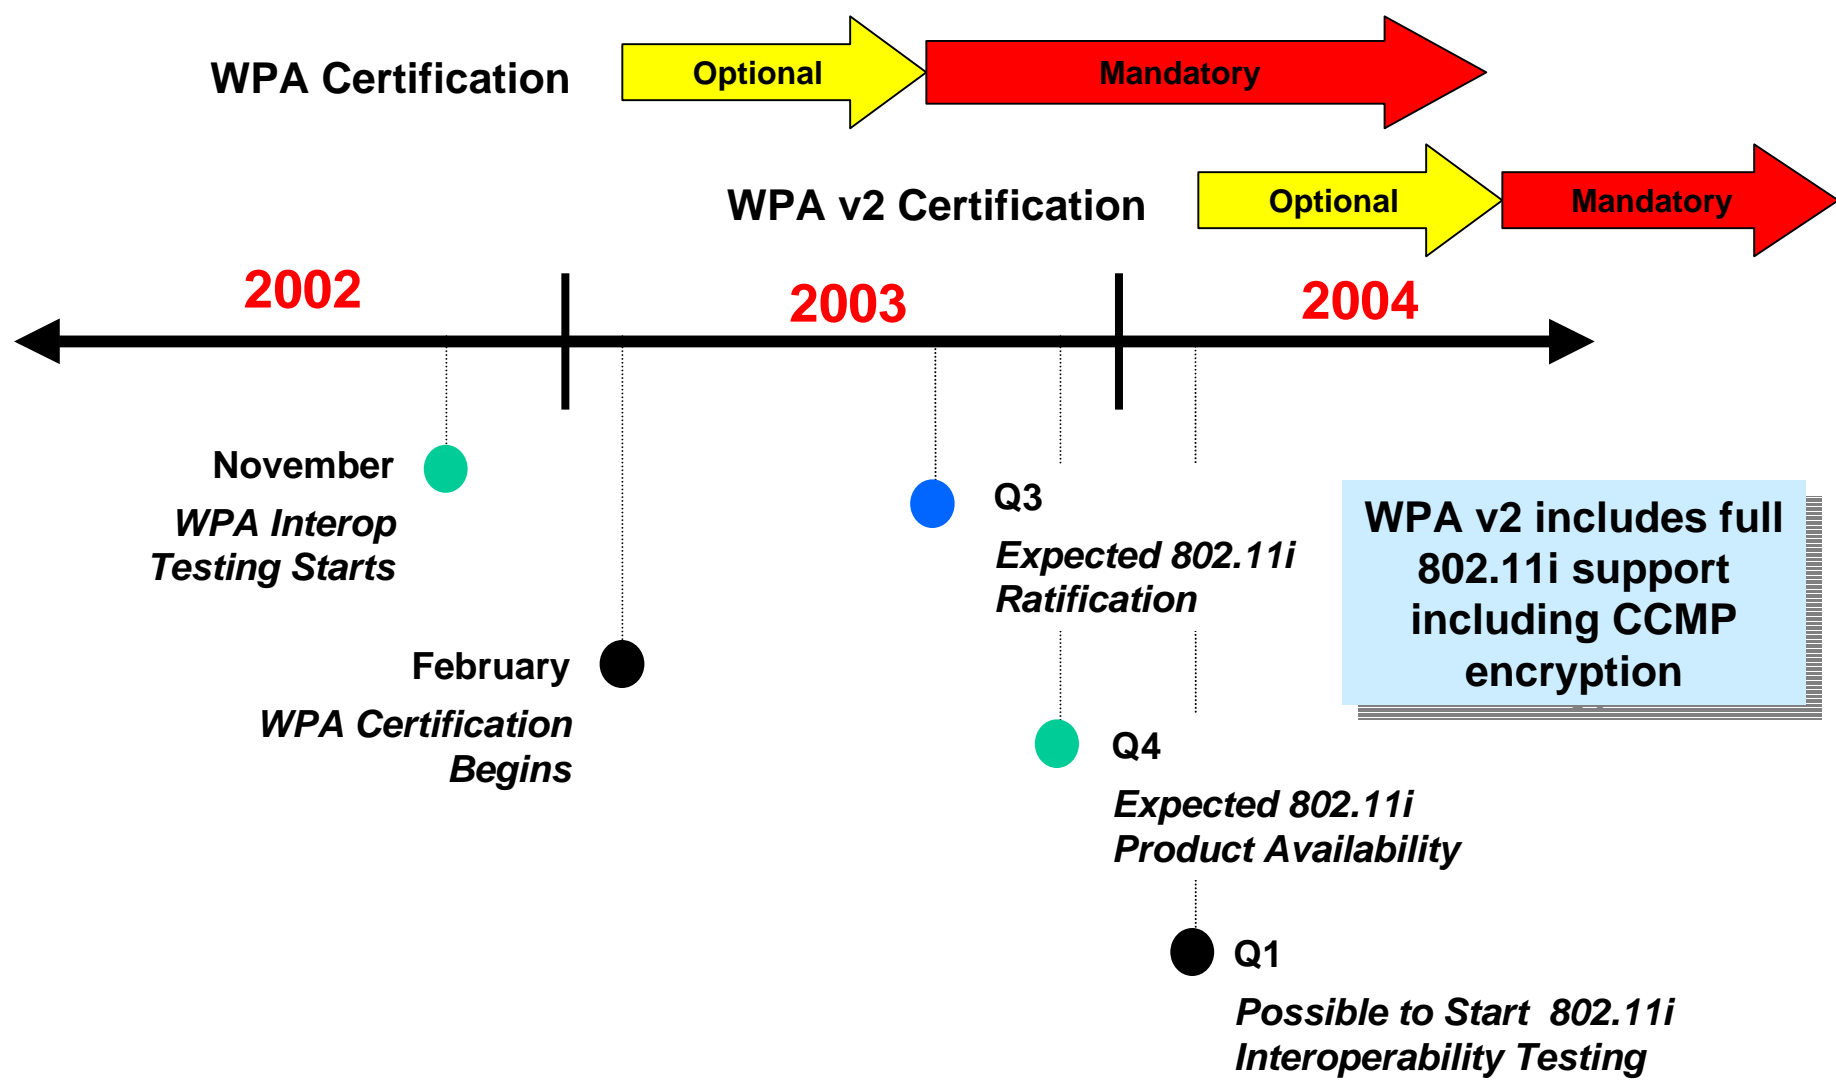 WPA Certification
Optional
Mandatory
WPA v2 Certification
Optional
Mandatory
2002
2003
2004
November
WPA Interop
Testing Starts
February
WPA Certification
Begins
Q3
Expected 802.11i
Ratification
Q4
Expected 802.11i
Product Availability
Q1
Possible to Start 802.11i
Interoperability Testing
WPA v2 includes full
802.11i support
including CCMP
encryption